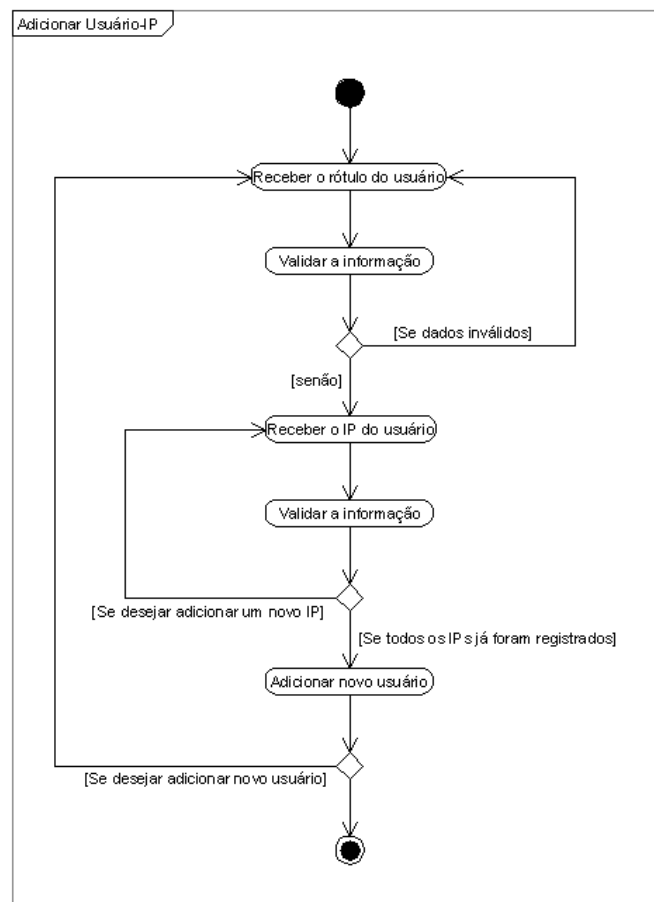 Adicionar Usuário-IP
Receber o rótulo do usuário
Validar a informação
[Se dados inválidos]
[senão]
Receber o IP do usuário
Validar a informação
[Se desejar adicionar um novo IP]
[Se todos os IPs já foram registrados]
Adicionar novo usuário
[Se desejar adicionar novo usuário]